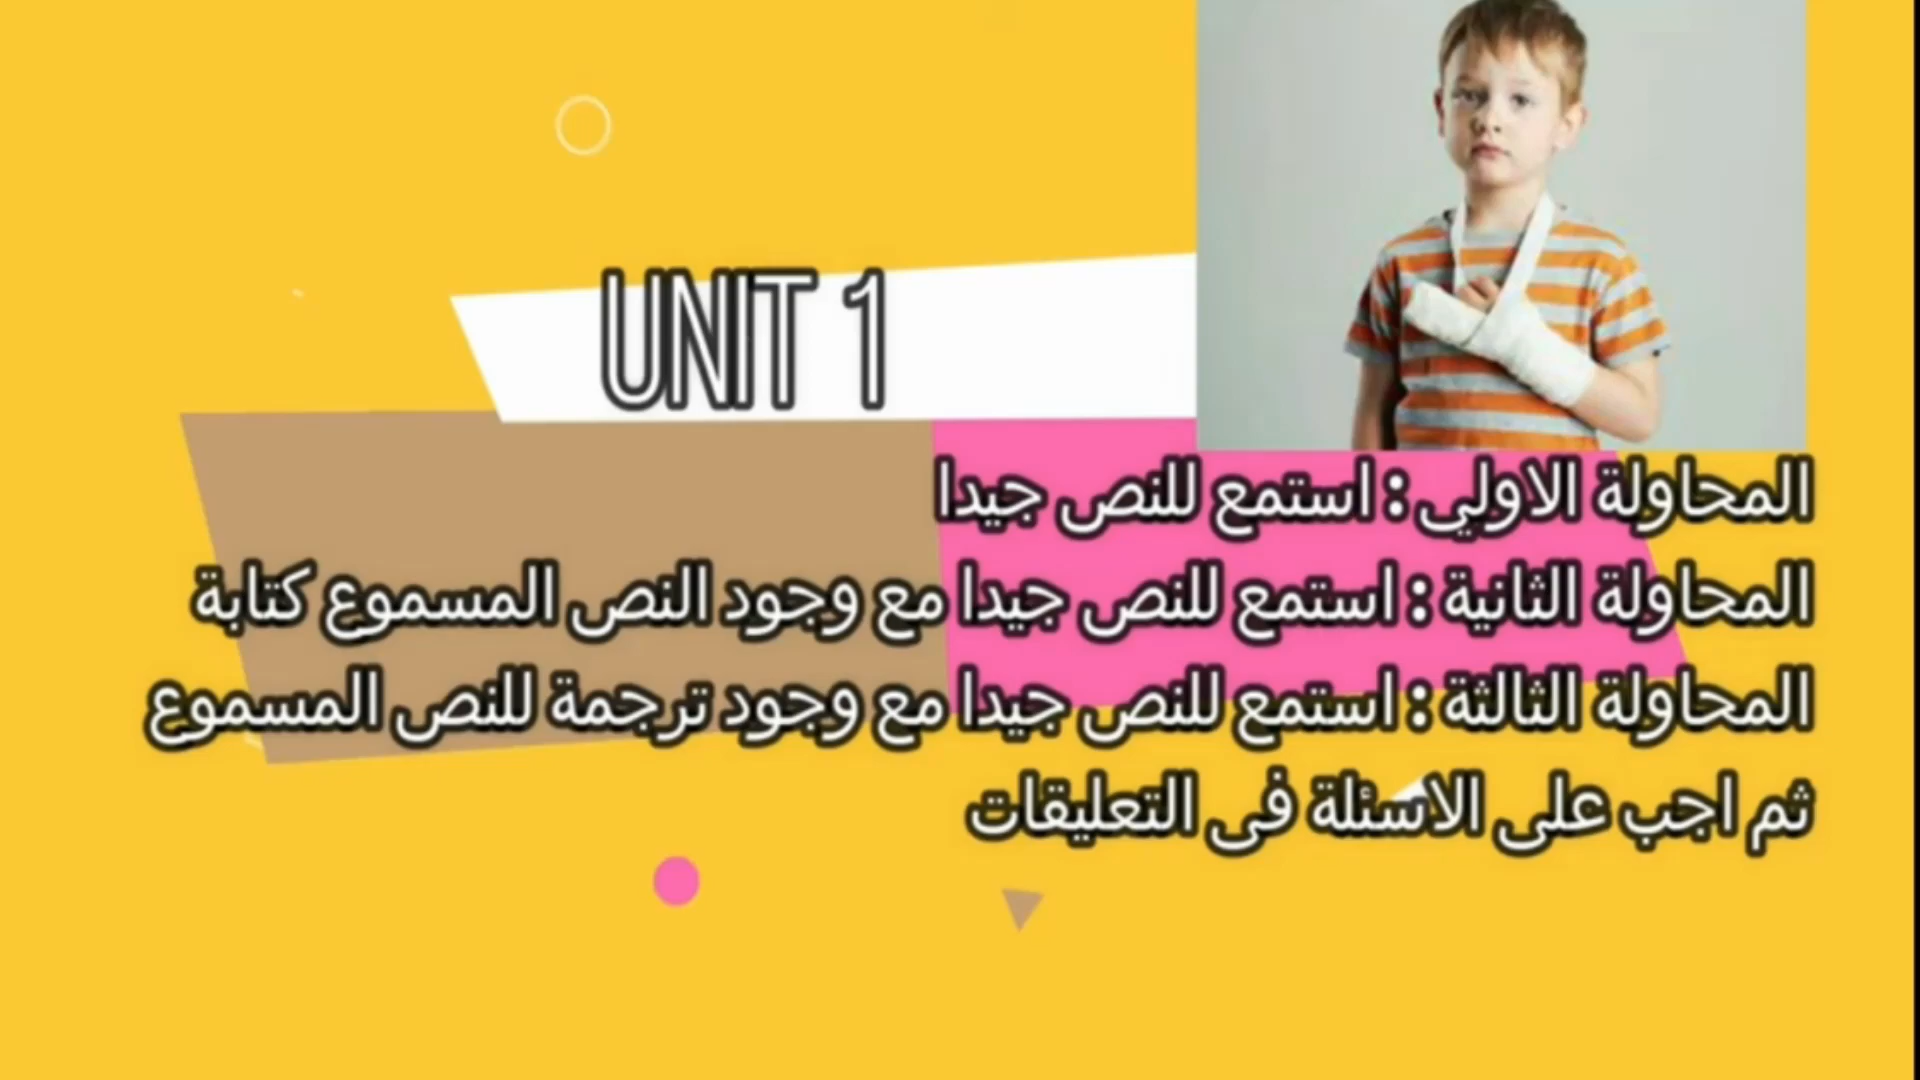 UNIT 1
المحاولة الاولي : استمع للنص جيدا
المحاولة الثانية : استمع للنص جيدا مع وجود النص المسموع كتابة
المحاولة الثالثة : استمع للنص جيدا مع وجود ترجمة للنص المسموع
ثم اجب على الاسئلة فى التعليقات